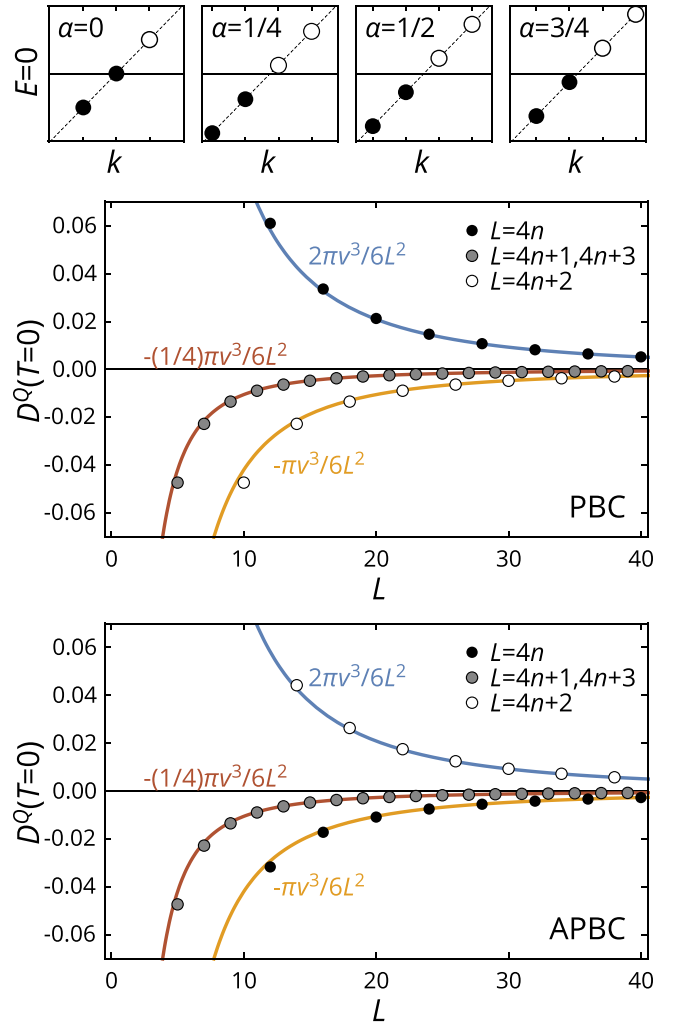 α=0 α=1/4 α=1/2 α=3/4
E=0
k k k k
0.06
0.04
0.02
0.00
-0.02
-0.04
-0.06
Dᑫ(T=0)
2πv³/6L²
L=4n
L=4n+1,4n+3
L=4n+2
-(1/4)πv³/6L²
-πv³/6L²
PBC
0 10 20 30 40
L
0.06
0.04
0.02
0.00
-0.02
-0.04
-0.06
Dᑫ(T=0)
2πv³/6L²
L=4n
L=4n+1,4n+3
L=4n+2
-(1/4)πv³/6L²
-πv³/6L²
APBC
0 10 20 30 40
L